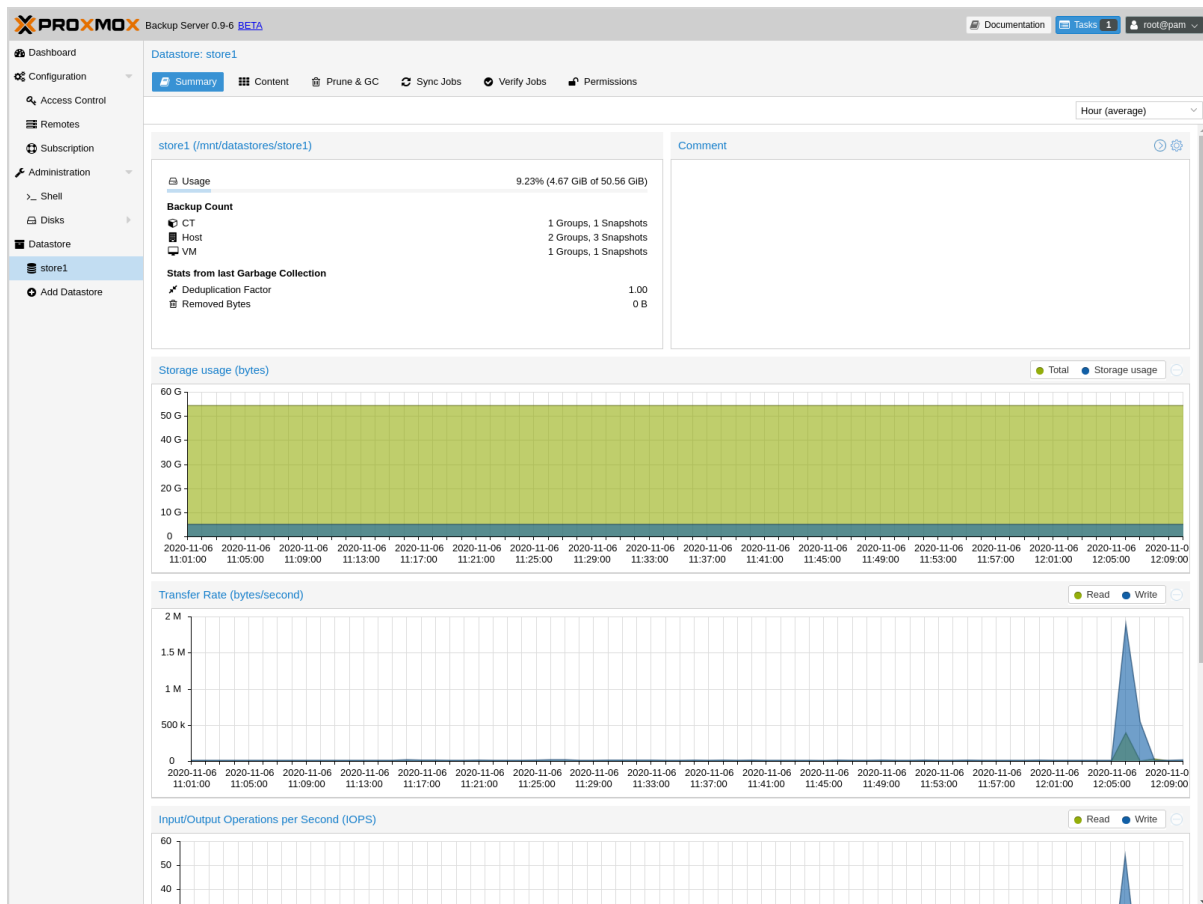 PROXMOX Backup Server 0.9-6 BETA Documentation Tasks 1 root@pam
Dashboard
Configuration
Access Control
Remotes
Subscription
Administration
>_ Shell
Disks
Datastore
store1
Add Datastore
Datastore: store1
Summary Content Prune & GC Sync Jobs Verify Jobs Permissions
Hour (average)
store1 (/mnt/datastores/store1)
Usage 9.23% (4.67 GiB of 50.56 GiB)
Backup Count
CT 1 Groups, 1 Snapshots
Host 2 Groups, 3 Snapshots
VM 1 Groups, 1 Snapshots
Stats from last Garbage Collection
Deduplication Factor 1.00
Removed Bytes 0 B
Comment
Storage usage (bytes) Total Storage usage
60 G
50 G
40 G
30 G
20 G
10 G
0
2020-11-06 2020-11-06 2020-11-06 2020-11-06 2020-11-06 2020-11-06 2020-11-06 2020-11-06 2020-11-06 2020-11-06 2020-11-06 2020-11-06 2020-11-06 2020-11-06 2020-11-06 2020-11-06 2020-11-06 2020-11-0
11:01:00 11:05:00 11:09:00 11:13:00 11:17:00 11:21:00 11:25:00 11:29:00 11:33:00 11:37:00 11:41:00 11:45:00 11:49:00 11:53:00 11:57:00 12:01:00 12:05:00 12:09:00
Transfer Rate (bytes/second) Read Write
2 M
1.5 M
1 M
500 k
0
2020-11-06 2020-11-06 2020-11-06 2020-11-06 2020-11-06 2020-11-06 2020-11-06 2020-11-06 2020-11-06 2020-11-06 2020-11-06 2020-11-06 2020-11-06 2020-11-06 2020-11-06 2020-11-06 2020-11-06 2020-11-0
11:01:00 11:05:00 11:09:00 11:13:00 11:17:00 11:21:00 11:25:00 11:29:00 11:33:00 11:37:00 11:41:00 11:45:00 11:49:00 11:53:00 11:57:00 12:01:00 12:05:00 12:09:00
Input/Output Operations per Second (IOPS) Read Write
60
50
40